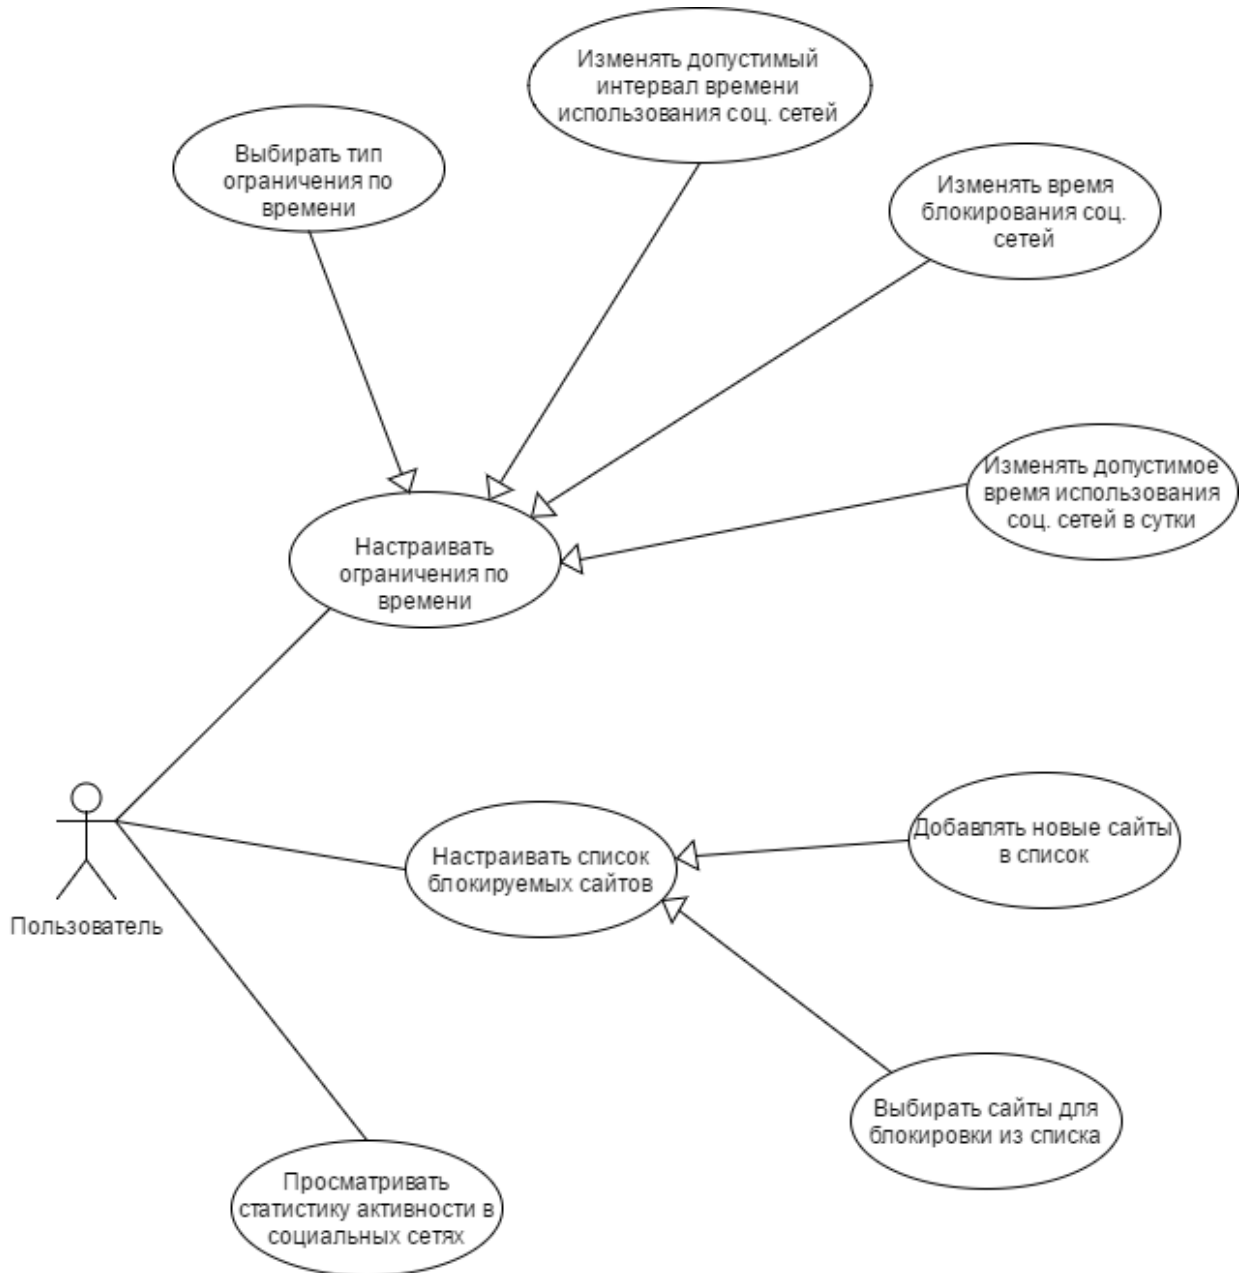 Изменять допустимый
интервал времени
использования соц. сетей
Выбирать тип
ограничения по
времени
Изменять время
блокирования соц.
сетей
Изменять допустимое
время использования
соц. сетей в сутки
Настраивать
ограничения по
времени
Добавлять новые сайты
в список
Настраивать список
блокируемых сайтов
Пользователь
Выбирать сайты для
блокировки из списка
Просматривать
статистику активности в
социальных сетях